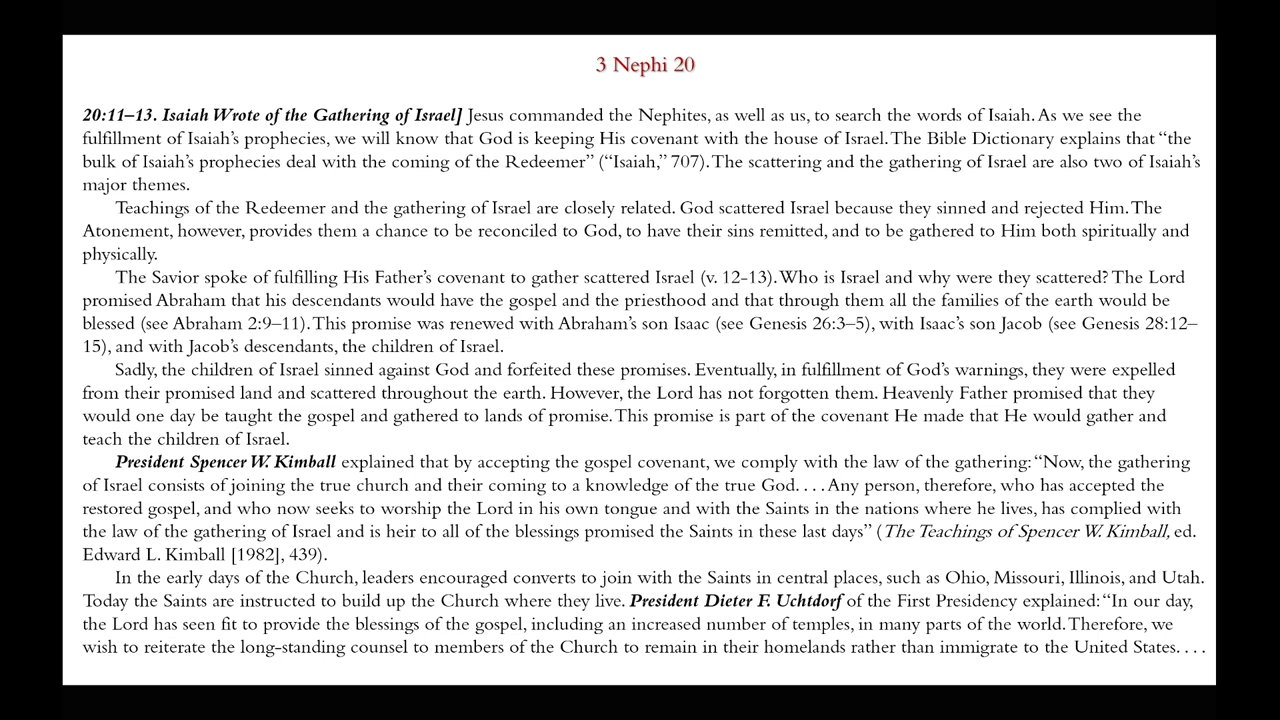 3 Nephi 20
20:11–13. Isaiah Wrote of the Gathering of Israel] Jesus commanded the Nephites, as well as us, to search the words of Isaiah. As we see the
fulfillment of Isaiah's prophecies, we will know that God is keeping His covenant with the house of Israel. The Bible Dictionary explains that “the
bulk of Isaiah's prophecies deal with the coming of the Redeemer” (“Isaiah,” 707). The scattering and the gathering of Israel are also two of Isaiah's
major themes.
Teachings of the Redeemer and the gathering of Israel are closely related. God scattered Israel because they sinned and rejected Him. The
Atonement, however, provides them a chance to be reconciled to God, to have their sins remitted, and to be gathered to Him both spiritually and
physically.
The Savior spoke of fulfilling His Father's covenant to gather scattered Israel (v. 12-13). Who is Israel and why were they scattered? The Lord
promised Abraham that his descendants would have the gospel and the priesthood and that through them all the families of the earth would be
blessed (see Abraham 2:9–11). This promise was renewed with Abraham's son Isaac (see Genesis 26:3–5), with Isaac's son Jacob (see Genesis 28:12–
15), and with Jacob's descendants, the children of Israel.
Sadly, the children of Israel sinned against God and forfeited these promises. Eventually, in fulfillment of God's warnings, they were expelled
from their promised land and scattered throughout the earth. However, the Lord has not forgotten them. Heavenly Father promised that they
would one day be taught the gospel and gathered to lands of promise. This promise is part of the covenant He made that He would gather and
teach the children of Israel.
President Spencer W. Kimball explained that by accepting the gospel covenant, we comply with the law of the gathering: “Now, the gathering
of Israel consists of joining the true church and their coming to a knowledge of the true God. . . . Any person, therefore, who has accepted the
restored gospel, and who now seeks to worship the Lord in his own tongue and with the Saints in the nations where he lives, has complied with
the law of the gathering of Israel and is heir to all of the blessings promised the Saints in these last days” (The Teachings of Spencer W. Kimball, ed.
Edward L. Kimball [1982], 439).
In the early days of the Church, leaders encouraged converts to join with the Saints in central places, such as Ohio, Missouri, Illinois, and Utah.
Today the Saints are instructed to build up the Church where they live. President Dieter F. Uchtdorf of the First Presidency explained: “In our day,
the Lord has seen fit to provide the blessings of the gospel, including an increased number of temples, in many parts of the world. Therefore, we
wish to reiterate the long-standing counsel to members of the Church to remain in their homelands rather than immigrate to the United States. . . .